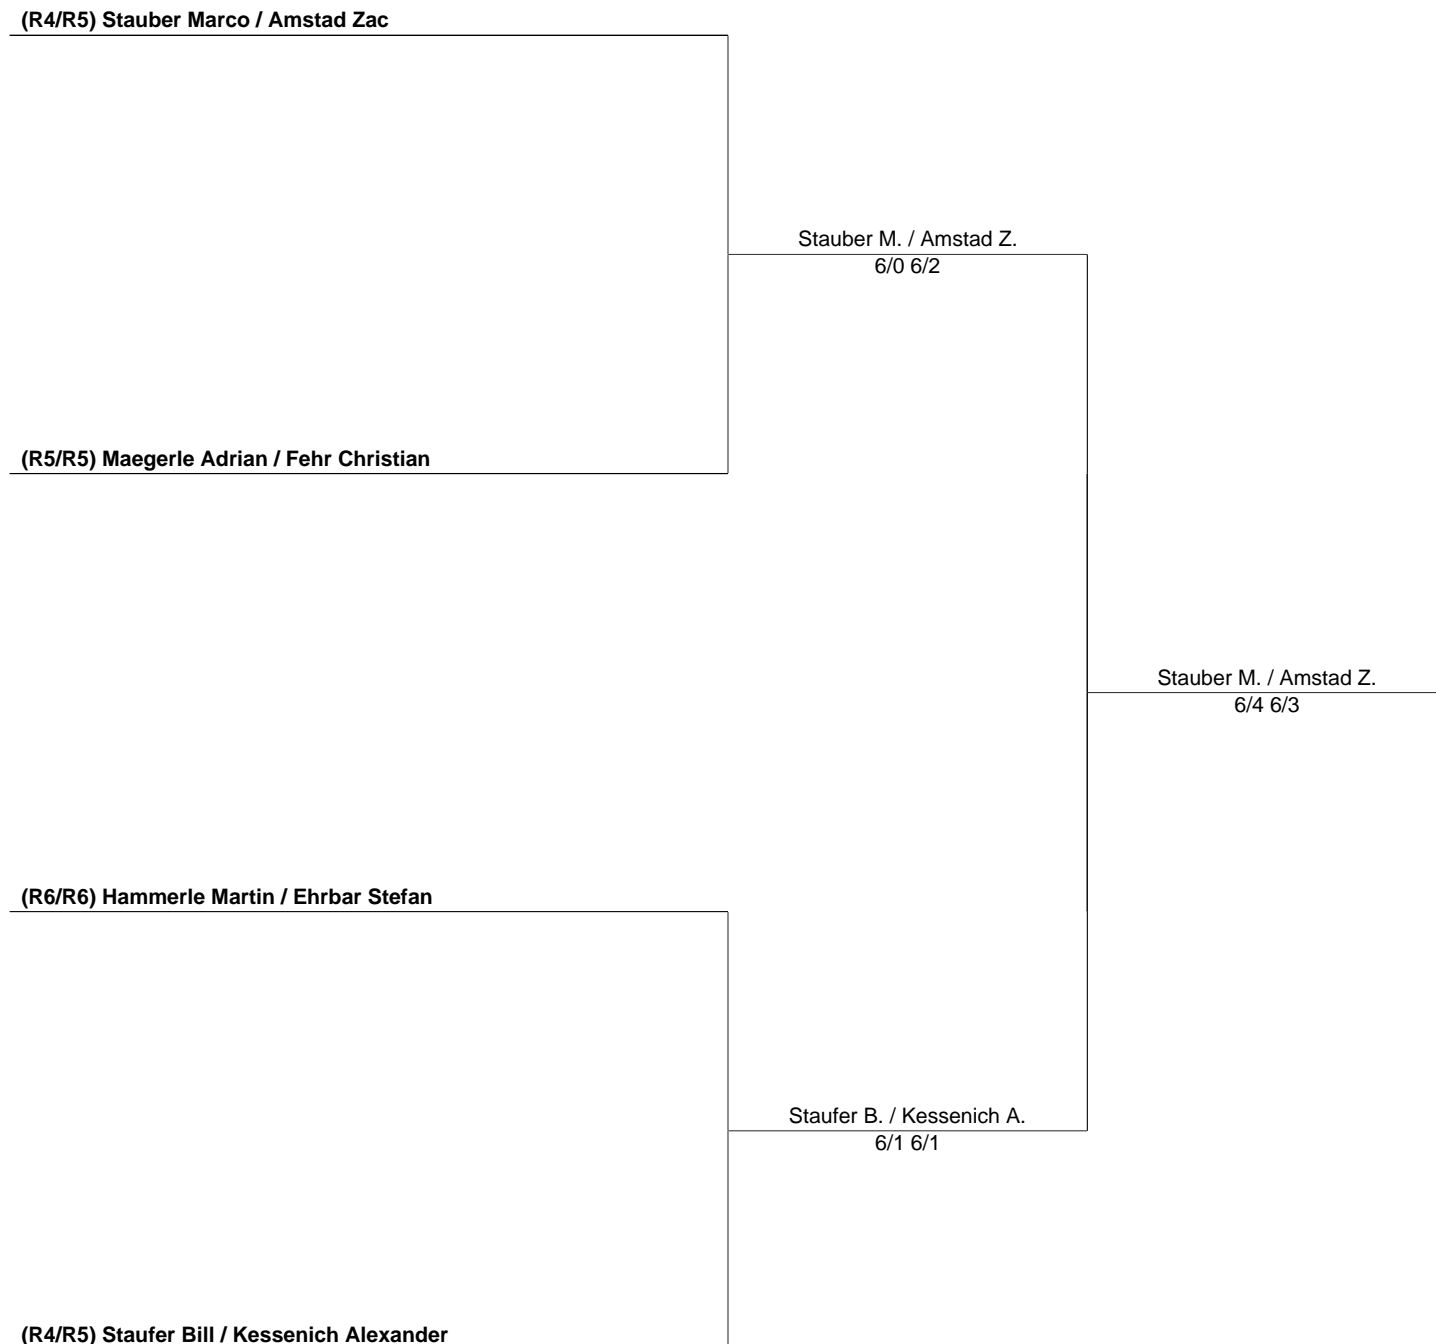 (R4/R5) Stauber Marco / Amstad Zac
Stauber M. / Amstad Z.
6/0 6/2
(R5/R5) Maegerle Adrian / Fehr Christian
Stauber M. / Amstad Z.
6/4 6/3
(R6/R6) Hammerle Martin / Ehrbar Stefan
Staufer B. / Kessenich A.
6/1 6/1
(R4/R5) Staufer Bill / Kessenich Alexander